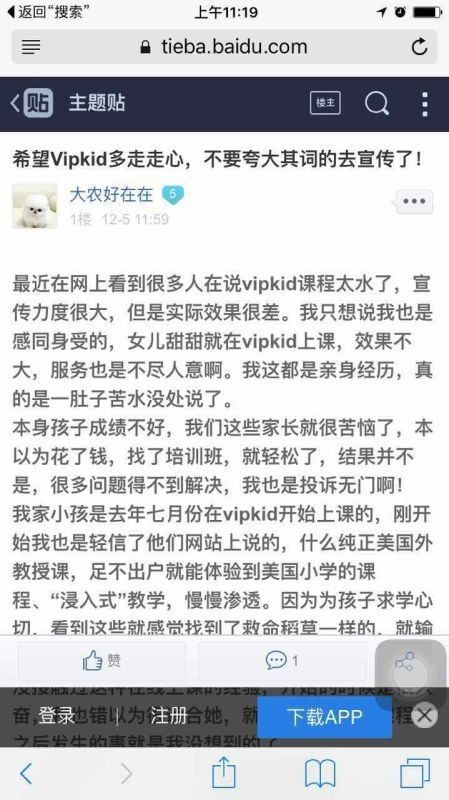 返回“搜索”
上午11:19
tieba.baidu.com
贴 主题贴 楼主
希望Vipkid多走走心，不要夸大其词的去宣传了！
大农好在在 5
1楼 12-5 11:59
最近在网上看到很多人在说vipkid课程太水了，宣
传力度很大，但是实际效果很差。我只想说我也是
感同身受的，女儿甜甜就在vipkid上课，效果不
大，服务也是不尽人意啊。我这都是亲身经历，真
的是一肚子苦水没处说了。
本身孩子成绩不好，我们这些家长就很苦恼了，本
以为花了钱，找了培训班，就轻松了，结果并不
是，很多问题得不到解决，我也是投诉无门啊！
我家小孩是去年七月份在vipkid开始上课的，刚开
始我也是轻信了他们网站上说的，什么纯正美国外
教授课，足不出户就能体验到美国小学的课
程、“浸入式”教学，慢慢渗透。因为为孩子求学心
切，看到这些就感觉找到了救命稻草一样的，就输
赞 1
登录 | 注册 下载APP
之后发生的事就是我没想到的了